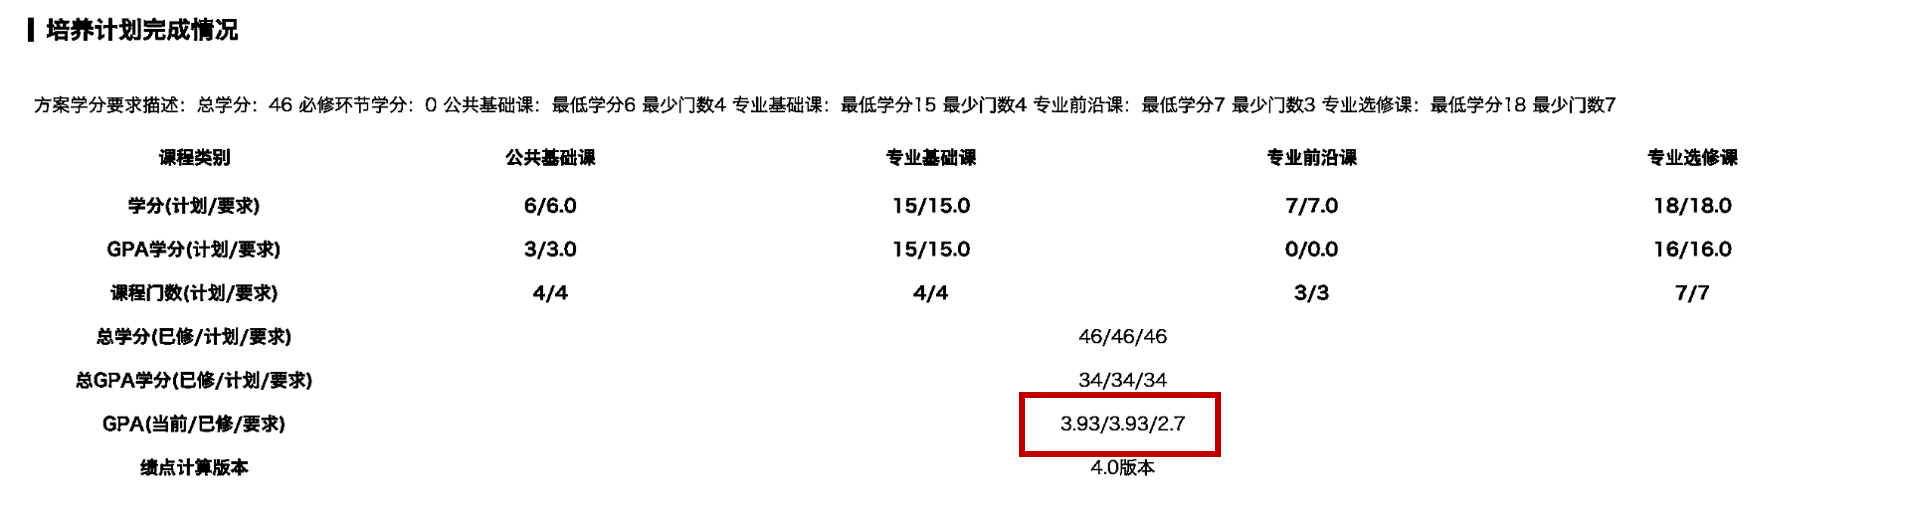 培养计划完成情况
方案学分要求描述：总学分：46 必修环节学分：0 公共基础课：最低学分6 最少门数4 专业基础课：最低学分15 最少门数4 专业前沿课：最低学分7 最少门数3 专业选修课：最低学分18 最少门数7
课程类别 公共基础课 专业基础课 专业前沿课 专业选修课
学分(计划/要求) 6/6.0 15/15.0 7/7.0 18/18.0
GPA学分(计划/要求) 3/3.0 15/15.0 0/0.0 16/16.0
课程门数(计划/要求) 4/4 4/4 3/3 7/7
总学分(已修/计划/要求) 46/46/46
总GPA学分(已修/计划/要求) 34/34/34
GPA(当前/已修/要求) 3.93/3.93/2.7
绩点计算版本 4.0版本